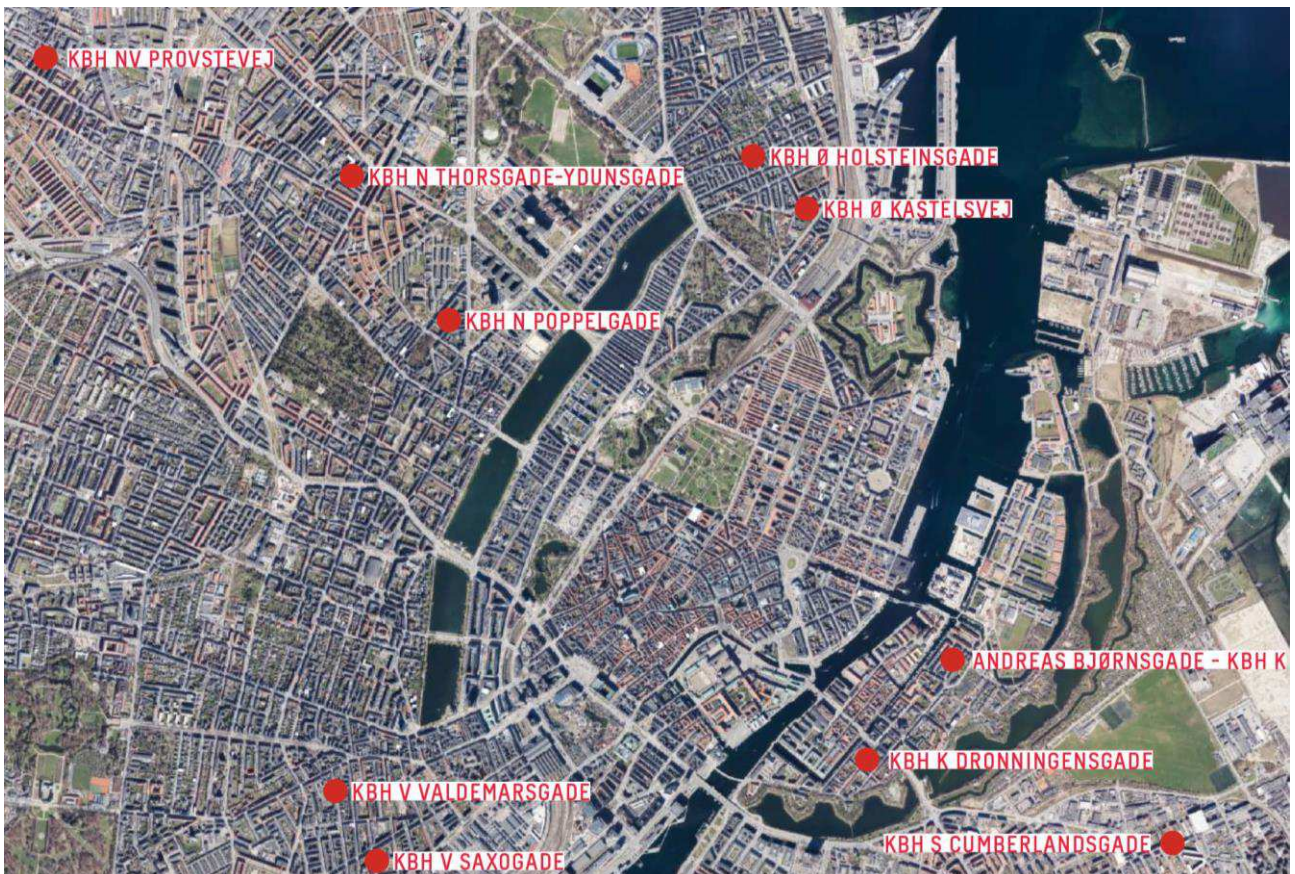 KBH NV PROVSTEVEJ
KBH Ø HOLSTEINSGADE
KBH N THORSGADE-YDUNSGADE
KBH Ø KASTELSVEJ
KBH N POPPELGADE
ANDREAS BJØRNSGADE - KBH K
KBH K DRONNINGENSGADE
KBH V VALDEMARSGADE
KBH S CUMBERLANDSGADE
KBH V SAXOGADE